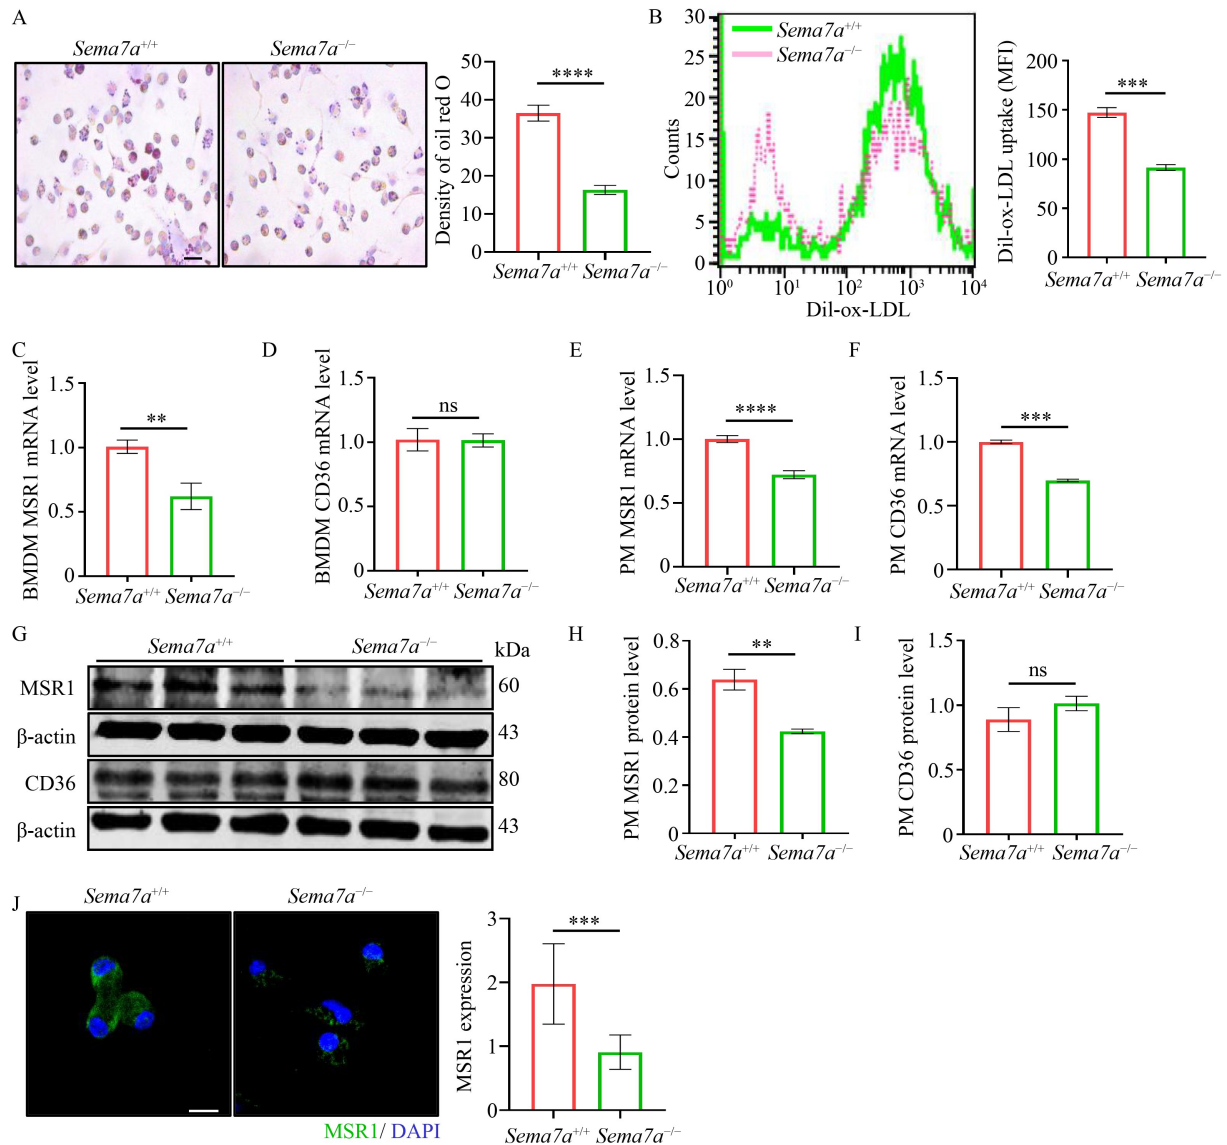 A
Sema7a+/+
Sema7a−/−
Density of oil red O
50
40
30
20
10
0
****
Sema7a+/+ Sema7a−/−
B
Sema7a+/+
Sema7a−/−
Counts
30
25
20
15
10
5
0
10⁰ 10¹ 10² 10³ 10⁴
Dil-ox-LDL
Dil-ox-LDL uptake (MFI)
200
150
100
50
0
***
Sema7a+/+ Sema7a−/−
C
BMDM MSR1 mRNA level
1.5
1.0
0.5
0
**
Sema7a+/+ Sema7a−/−
D
BMDM CD36 mRNA level
1.5
1.0
0.5
0
ns
Sema7a+/+ Sema7a−/−
E
PM MSR1 mRNA level
1.5
1.0
0.5
0
****
Sema7a+/+ Sema7a−/−
F
PM CD36 mRNA level
1.5
1.0
0.5
0
***
Sema7a+/+ Sema7a−/−
G
Sema7a+/+ Sema7a−/−
kDa
MSR1 60
β-actin 43
CD36 80
β-actin 43
H
PM MSR1 protein level
0.8
0.6
0.4
0.2
0
**
Sema7a+/+ Sema7a−/−
I
PM CD36 protein level
1.5
1.0
0.5
0
ns
Sema7a+/+ Sema7a−/−
J
Sema7a+/+
Sema7a−/−
MSR1/ DAPI
MSR1 expression
3
2
1
0
***
Sema7a+/+ Sema7a−/−